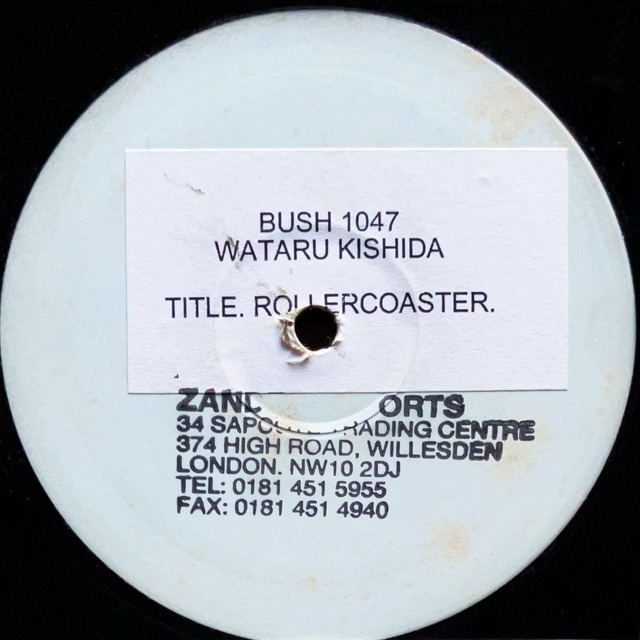 BUSH 1047
WATARU KISHIDA
TITLE. ROLLERCOASTER.
34 TRADING CENTRE
374 HIGH ROAD, WILLESDEN
LONDON. NW10 2DJ
TEL: 0181 451 5955
FAX: 0181 451 4940